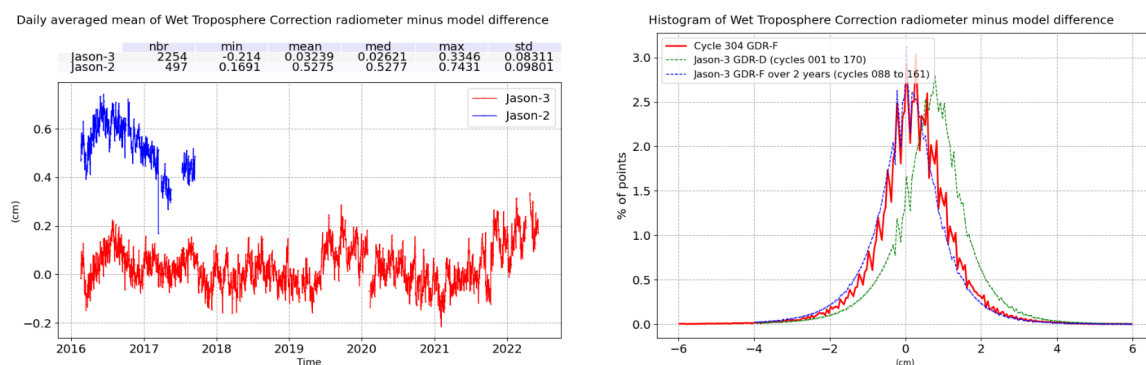 Daily averaged mean of Wet Troposphere Correction radiometer minus model difference
nbr min mean med max std
Jason-3 2254 -0.214 0.03239 0.02621 0.3346 0.08311
Jason-2 497 0.1691 0.5275 0.5277 0.7431 0.09801
Jason-3
Jason-2
0.6
0.4
0.2
0.0
−0.2
(cm)
2016 2017 2018 2019 2020 2021 2022
Time
Histogram of Wet Troposphere Correction radiometer minus model difference
Cycle 304 GDR-F
Jason-3 GDR-D (cycles 001 to 170)
Jason-3 GDR-F over 2 years (cycles 088 to 161)
3.0
2.5
2.0
1.5
1.0
0.5
0.0
% of points
−6 −4 −2 0 2 4 6
(cm)